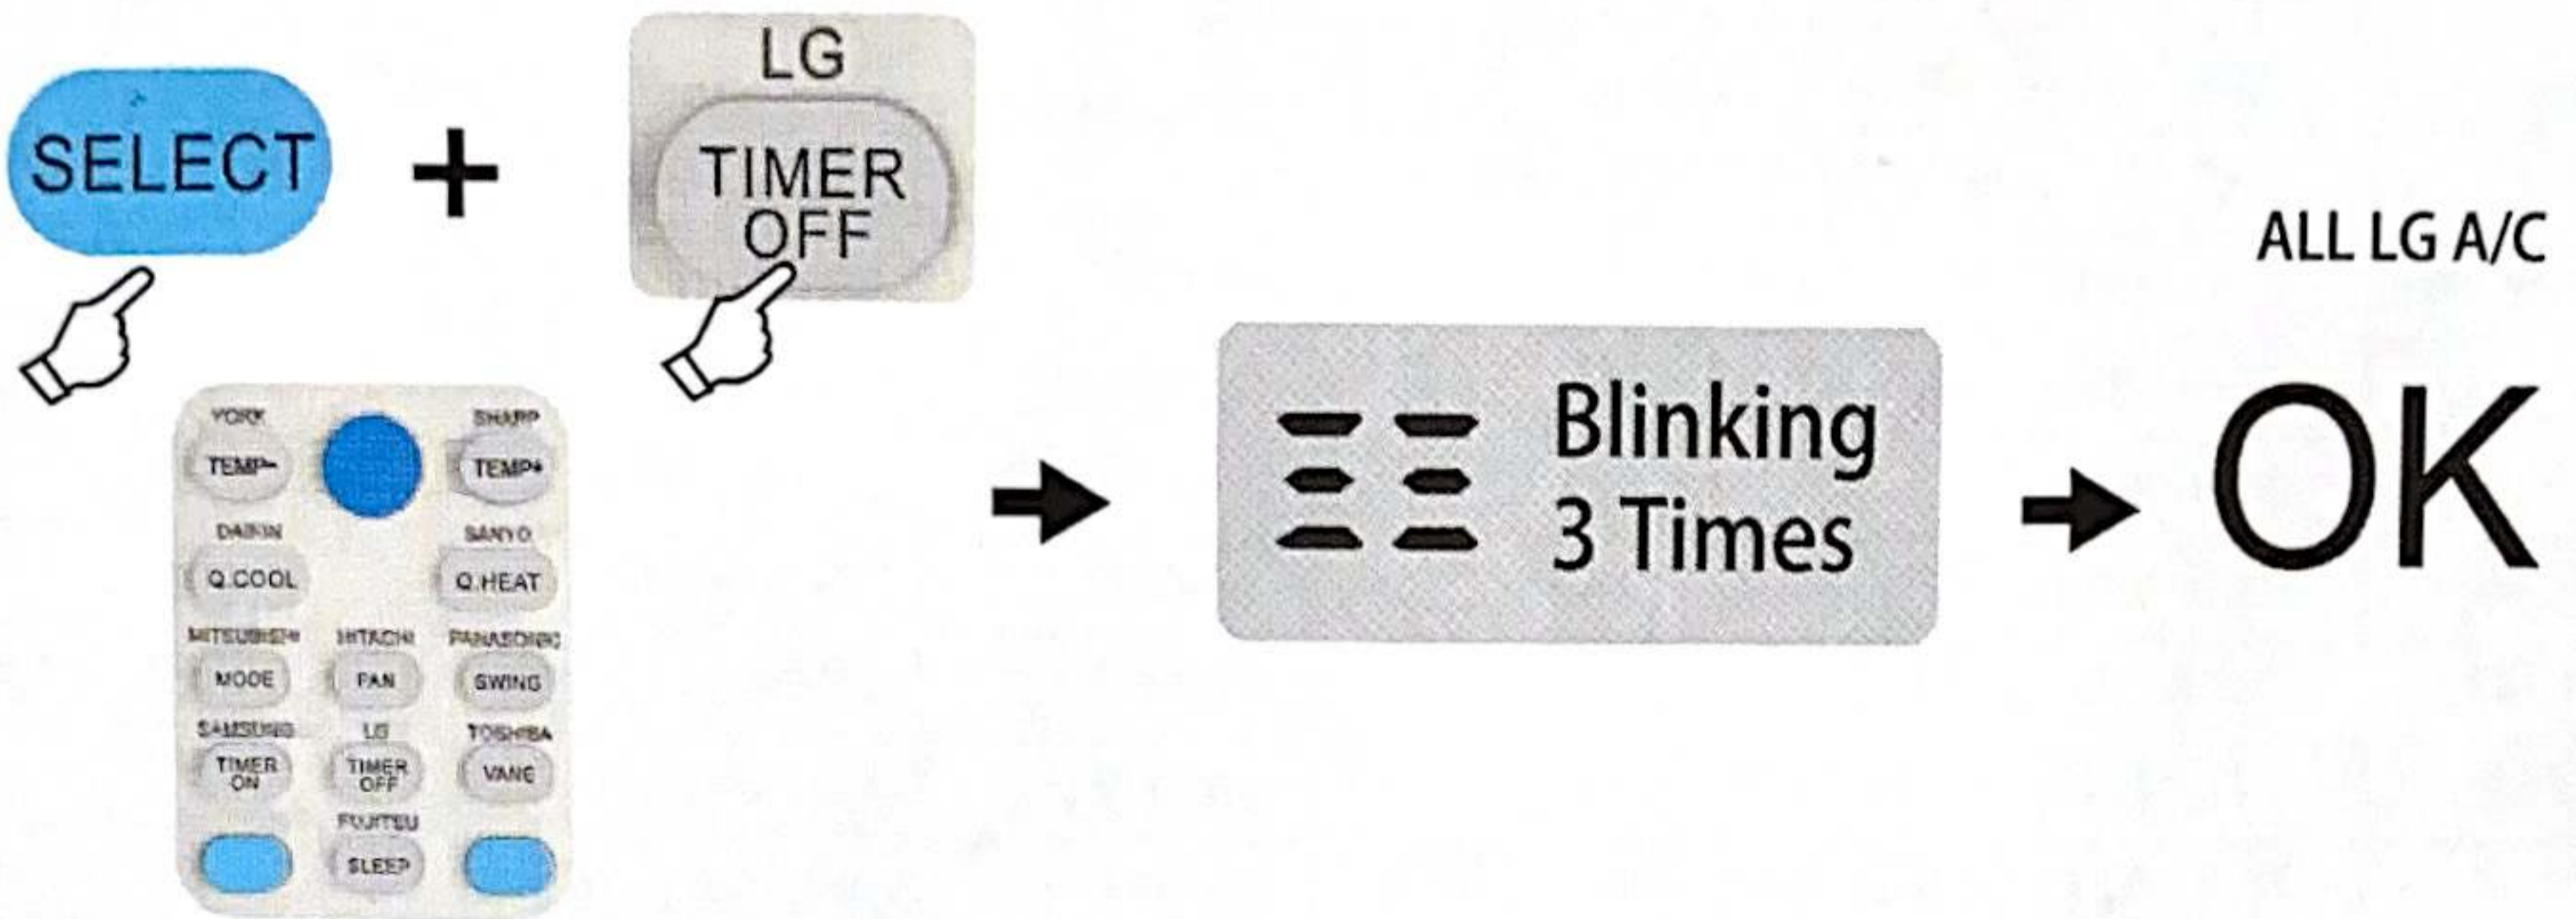 SELECT
+
LG
TIMER
OFF
ALL LG A/C
Blinking
3 Times
OK
YORK
SHARP
TEMP-
TEMP+
DAIKIN
SANYO
Q.COOL
Q.HEAT
MITSUBISHI
HITACHI
PANASONIC
MODE
FAN
SWING
SAMSUNG
LG
TOSHIBA
TIMER
ON
TIMER
OFF
VANE
FUJITSU
SLEEP